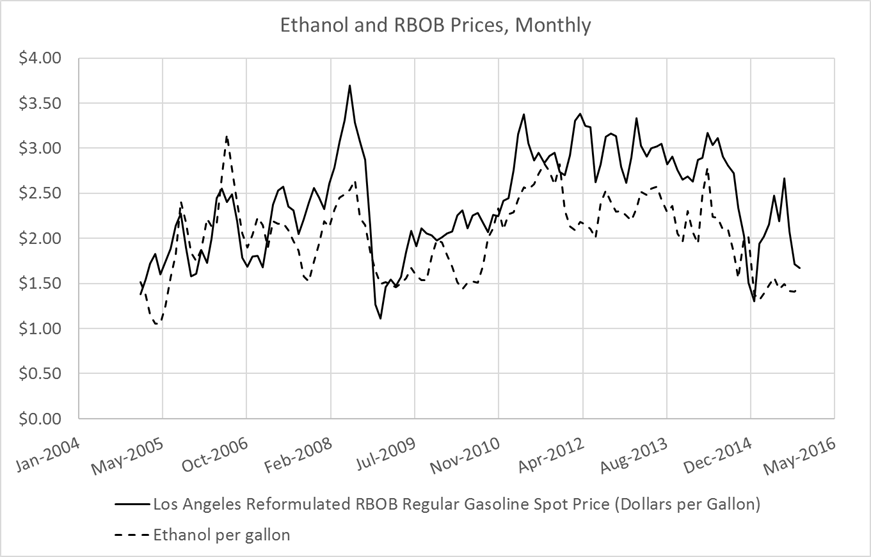 Ethanol and RBOB Prices, Monthly
$4.00
$3.50
$3.00
$2.50
$2.00
$1.50
$1.00
$0.50
$0.00
Jan-2004
May-2005
Oct-2006
Feb-2008
Jul-2009
Nov-2010
Apr-2012
Aug-2013
Dec-2014
May-2016
Los Angeles Reformulated RBOB Regular Gasoline Spot Price (Dollars per Gallon)
Ethanol per gallon